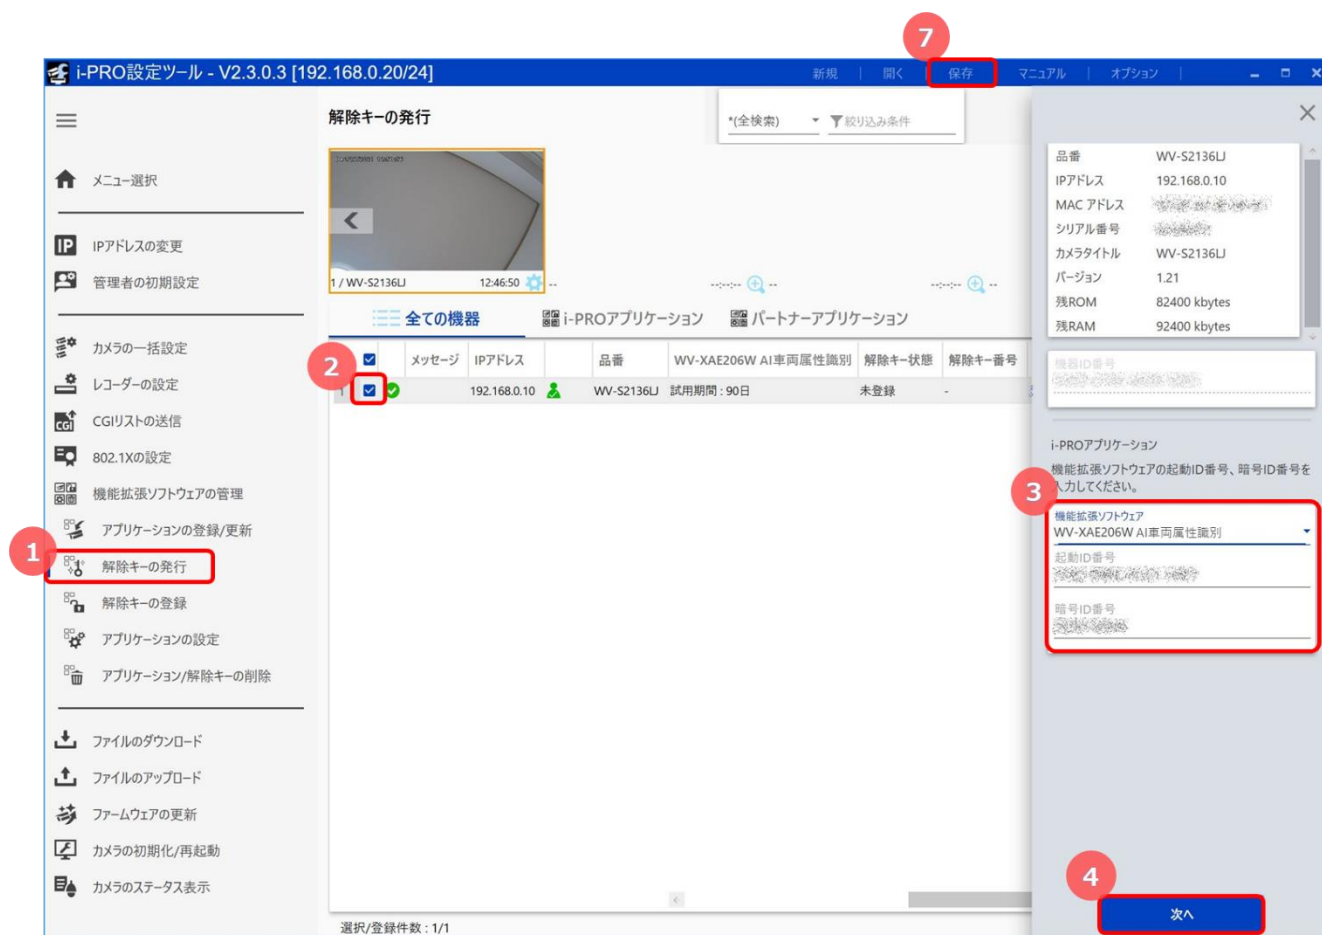 7
i-PRO設定ツール - V2.3.0.3 [192.168.0.20/24]
新規 | 開く | 保存 マニュアル | オプション |
解除キーの発行
*(全検索) 絞り込み条件
メニュー選択
IPアドレスの変更
管理者の初期設定
カメラの一括設定
レコーダーの設定
CGIリストの送信
802.1Xの設定
機能拡張ソフトウェアの管理
アプリケーションの登録/更新
1
解除キーの発行
解除キーの登録
アプリケーションの設定
アプリケーション/解除キーの削除
ファイルのダウンロード
ファイルのアップロード
ファームウェアの更新
カメラの初期化/再起動
カメラのステータス表示
1 / WV-S2136LJ 12:46:50 -- --:--:-- -- --:--:-- --
全ての機器 i-PROアプリケーション パートナーアプリケーション
2
メッセージ IPアドレス 品番 WV-XAE206W AI車両属性識別 解除キー状態 解除キー番号
1 192.168.0.10 WV-S2136LJ 試用期間 : 90日 未登録 -
選択/登録件数 : 1/1
品番 WV-S2136LJ
IPアドレス 192.168.0.10
MAC アドレス
シリアル番号
カメラタイトル WV-S2136LJ
バージョン 1.21
残ROM 82400 kbytes
残RAM 92400 kbytes
機器ID番号
i-PROアプリケーション
機能拡張ソフトウェアの起動ID番号、暗号ID番号を
入力してください。
3
機能拡張ソフトウェア
WV-XAE206W AI車両属性識別
起動ID番号
暗号ID番号
4
次へ